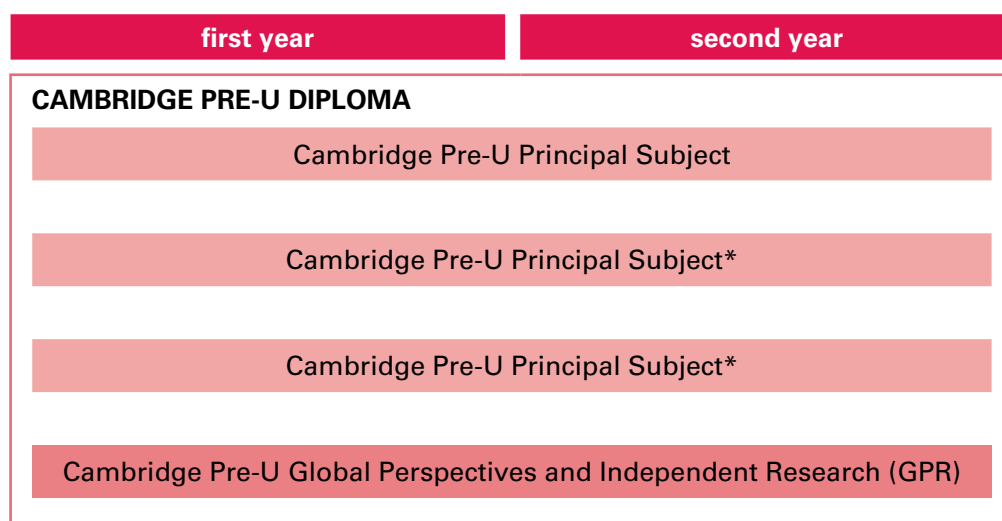 first year
second year
CAMBRIDGE PRE-U DIPLOMA
Cambridge Pre-U Principal Subject
Cambridge Pre-U Principal Subject*
Cambridge Pre-U Principal Subject*
Cambridge Pre-U Global Perspectives and Independent Research (GPR)